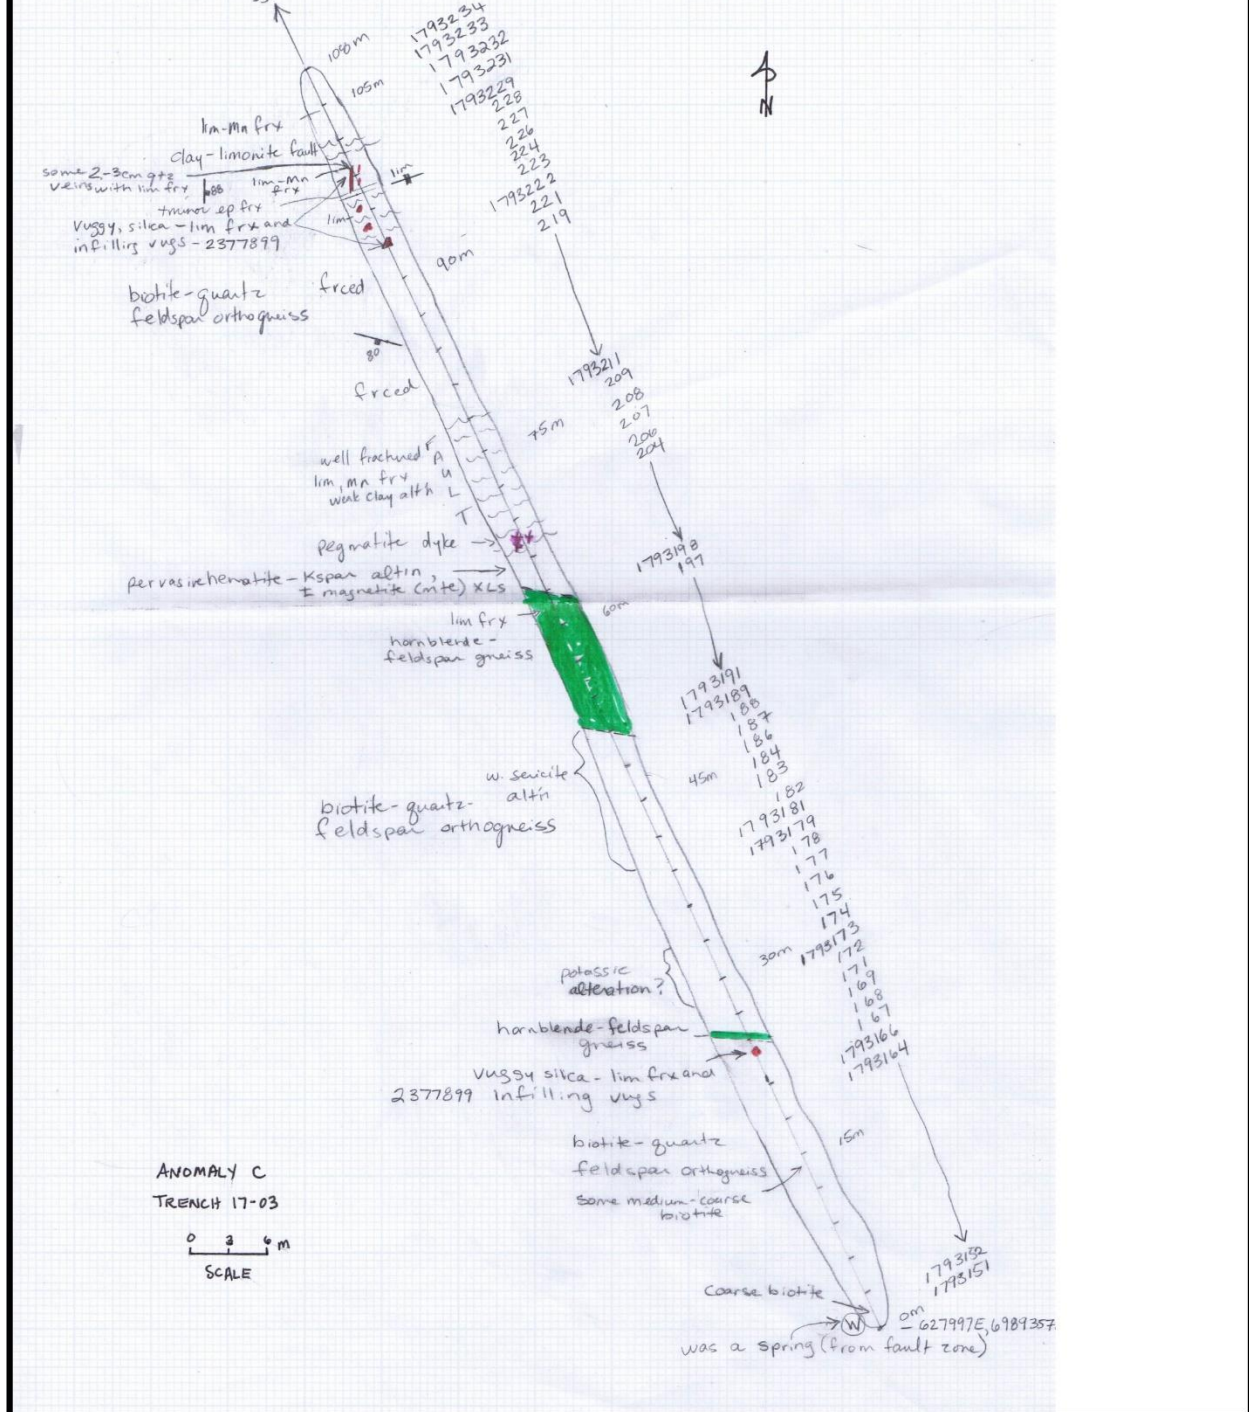 108m
105m
1793234
1793233
1793232
1793231
1793229
228
227
226
224
223
1793222
221
219
N
lim-Mn frx
clay-limonite fault
some 2-3cm qtz
veins with lim frx
88
lim-Mn
frx
lim
+minor ep frx
lim
vuggy, silica-lim frx and
infilling vugs - 2377899
90m
biotite-quartz
feldspar orthogneiss
frced
80
frced
1793211
209
208
207
206
204
75m
FAULT
well fractured
lim, Mn frx
weak clay altn
pegmatite dyke
pervasive hematite-Kspar altin,
± magnetite (mte) XLS
1793198
197
60m
lim frx
hornblende-
feldspar gneiss
1793191
1793189
188
187
186
184
183
182
1793181
1793179
178
177
176
175
174
1793173
172
171
169
168
167
1793166
1793164
w. sericite
altn
45m
biotite-quartz-
feldspar orthogneiss
30m
potassic
alteration?
hornblende-feldspar
gneiss
vuggy silica-lim frx and
2377899 infilling vugs
15m
biotite-quartz
feldspar orthogneiss
some medium-coarse
biotite
ANOMALY C
TRENCH 17-03
0 3 6 m
SCALE
1793152
1793151
coarse biotite
0m
- 627997E, 6989357
W
was a spring (from fault zone)